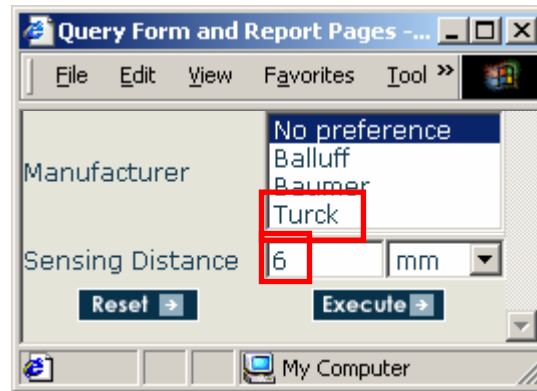 Query Form and Report Pages -...
File Edit View Favorites Tool »
No preference
Balluff
Manufacturer
Baumer
Turck
Sensing Distance 6 mm
Reset Execute
My Computer